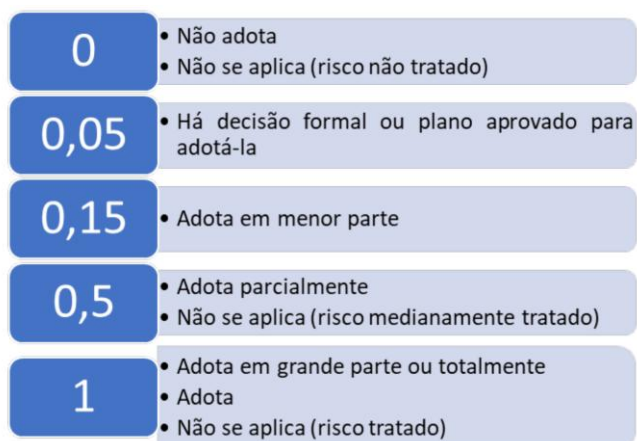 0
• Não adota
• Não se aplica (risco não tratado)
0,05
• Há decisão formal ou plano aprovado para
adotá-la
0,15
• Adota em menor parte
0,5
• Adota parcialmente
• Não se aplica (risco medianamente tratado)
1
• Adota em grande parte ou totalmente
• Adota
• Não se aplica (risco tratado)